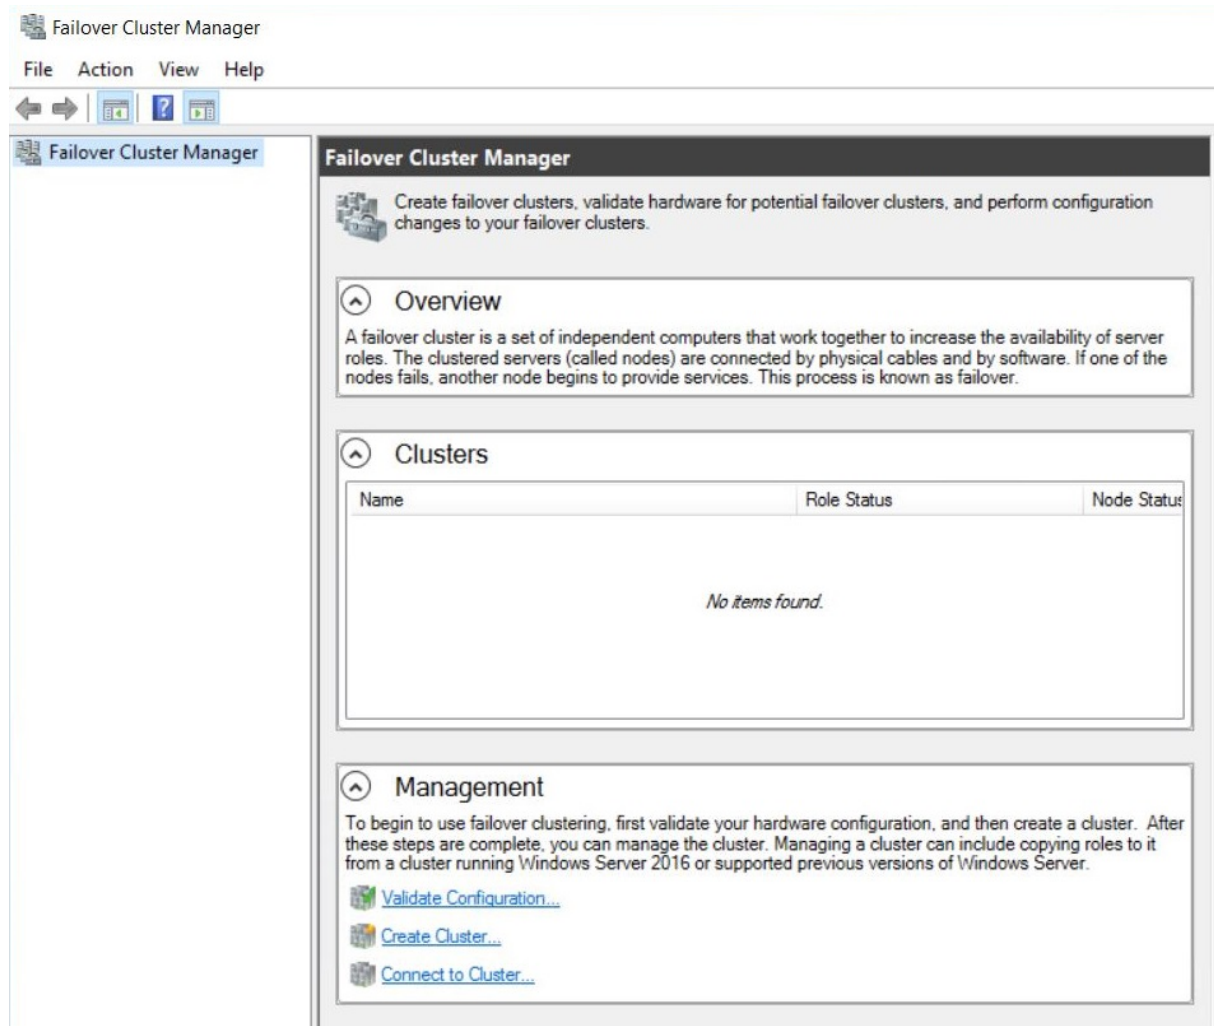 Failover Cluster Manager
File Action View Help
Failover Cluster Manager
Failover Cluster Manager
Create failover clusters, validate hardware for potential failover clusters, and perform configuration
changes to your failover clusters.
Overview
A failover cluster is a set of independent computers that work together to increase the availability of server
roles. The clustered servers (called nodes) are connected by physical cables and by software. If one of the
nodes fails, another node begins to provide services. This process is known as failover.
Clusters
Name Role Status Node Status
No items found.
Management
To begin to use failover clustering, first validate your hardware configuration, and then create a cluster. After
these steps are complete, you can manage the cluster. Managing a cluster can include copying roles to it
from a cluster running Windows Server 2016 or supported previous versions of Windows Server.
Validate Configuration...
Create Cluster...
Connect to Cluster...